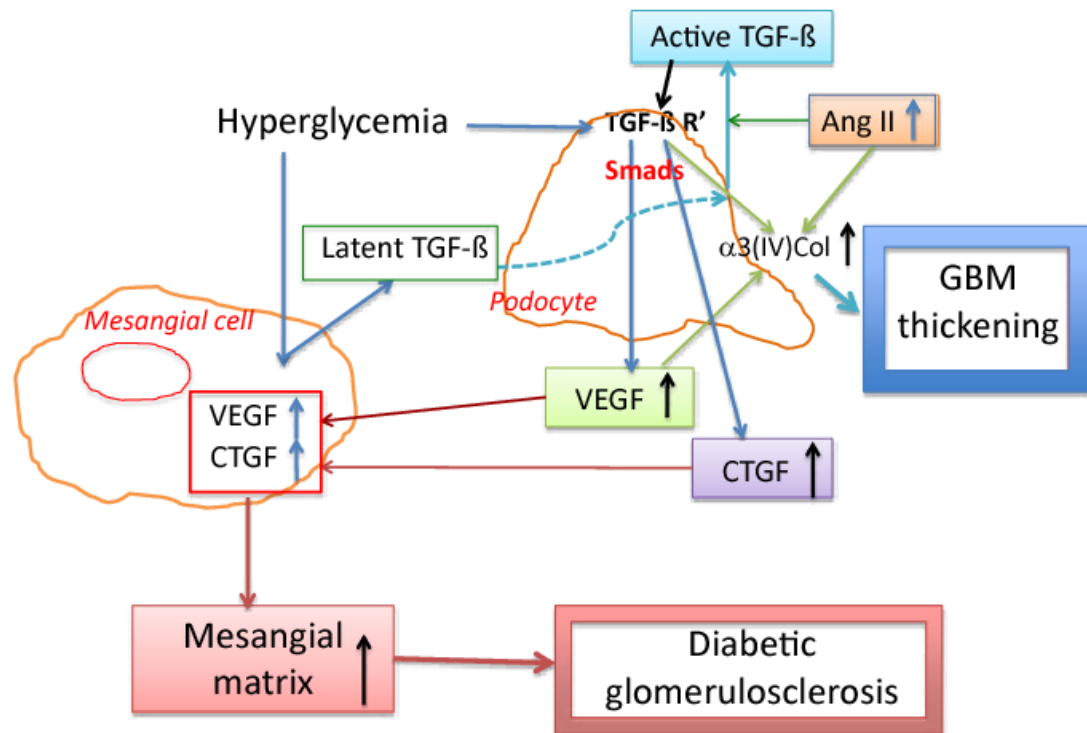 Active TGF-ß
Hyperglycemia
TGF-ß R'
Ang II
Smads
Latent TGF-ß
α3(IV)Col
GBM
thickening
Podocyte
Mesangial cell
VEGF
CTGF
VEGF
CTGF
Mesangial
matrix
Diabetic
glomerulosclerosis